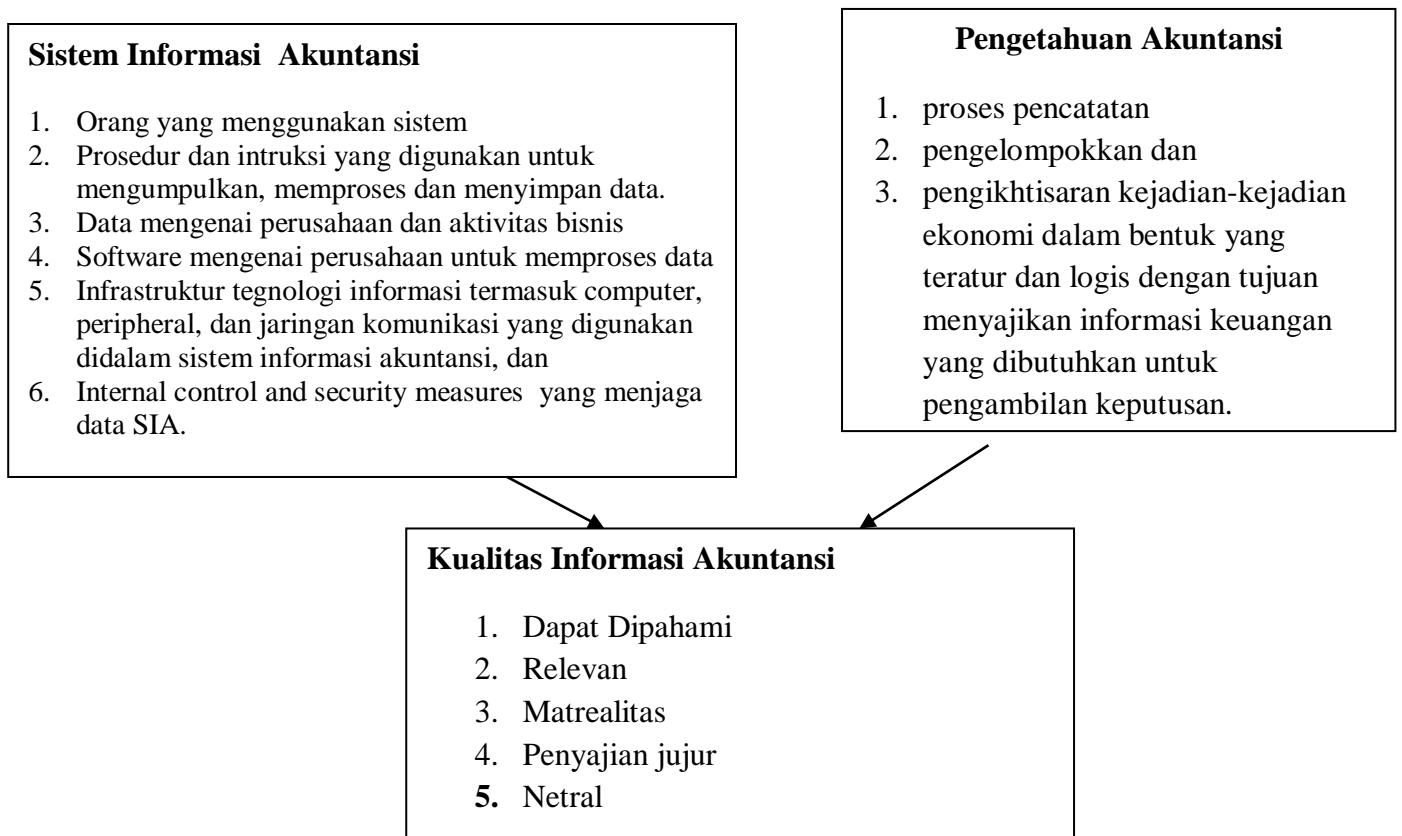 Sistem Informasi Akuntansi
1. Orang yang menggunakan sistem
2. Prosedur dan intruksi yang digunakan untuk
mengumpulkan, memproses dan menyimpan data.
3. Data mengenai perusahaan dan aktivitas bisnis
4. Software mengenai perusahaan untuk memproses data
5. Infrastruktur tegnologi informasi termasuk computer,
peripheral, dan jaringan komunikasi yang digunakan
didalam sistem informasi akuntansi, dan
6. Internal control and security measures yang menjaga
data SIA.
Pengetahuan Akuntansi
1. proses pencatatan
2. pengelompokkan dan
3. pengikhtisaran kejadian-kejadian
ekonomi dalam bentuk yang
teratur dan logis dengan tujuan
menyajikan informasi keuangan
yang dibutuhkan untuk
pengambilan keputusan.
Kualitas Informasi Akuntansi
1. Dapat Dipahami
2. Relevan
3. Matrealitas
4. Penyajian jujur
5. Netral